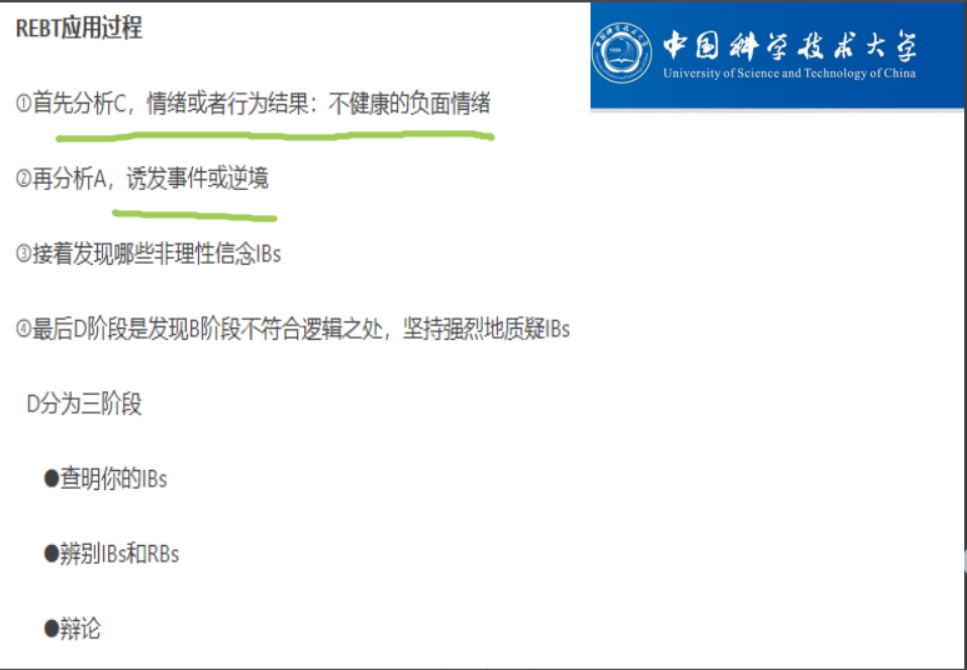 REBT应用过程
中国科学技术大学
University of Science and Technology of China
①首先分析C，情绪或者行为结果：不健康的负面情绪
②再分析A，诱发事件或逆境
③接着发现哪些非理性信念IBs
④最后D阶段是发现B阶段不符合逻辑之处，坚持强烈地质疑IBs
D分为三阶段
●查明你的IBs
●辨别IBs和RBs
●辩论